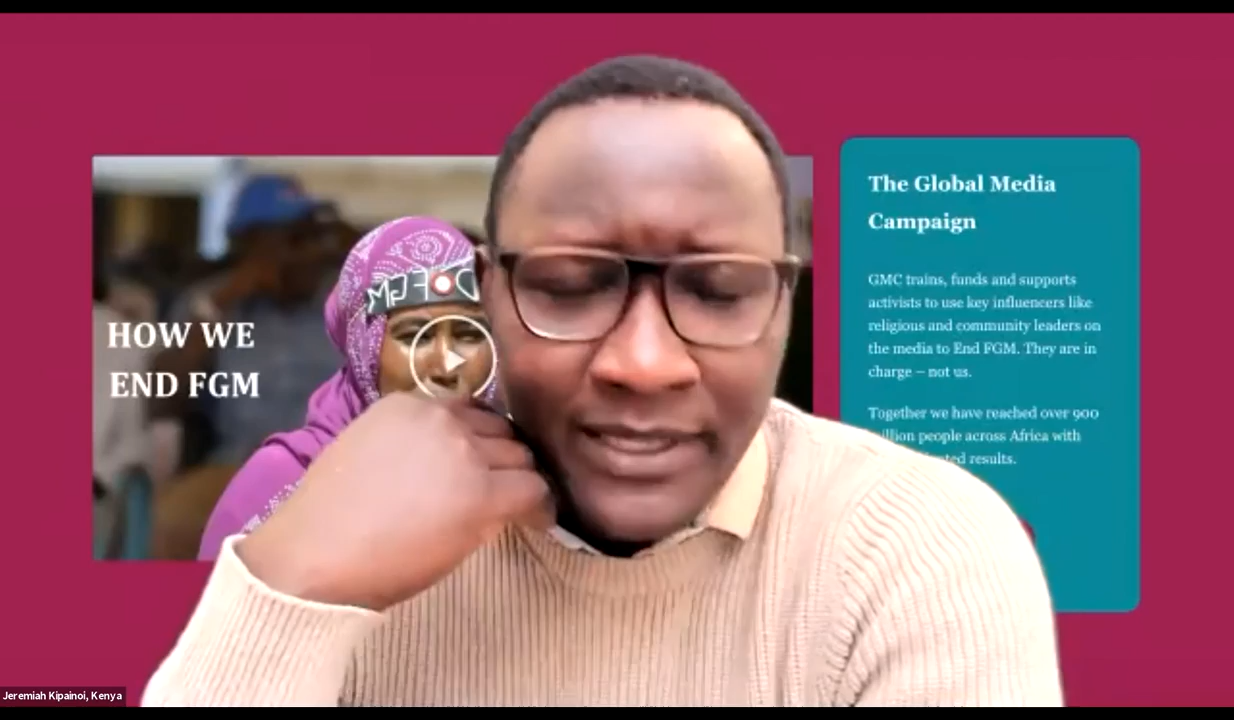 HOW WE
END FGM
The Global Media
Campaign
GMC trains, funds and supports
activists to use key influencers like
religious and community leaders on
the media to End FGM. They are in
charge – not us.
Together we have reached over 900
people across Africa with
results.
Jeremiah Kipainoi, Kenya